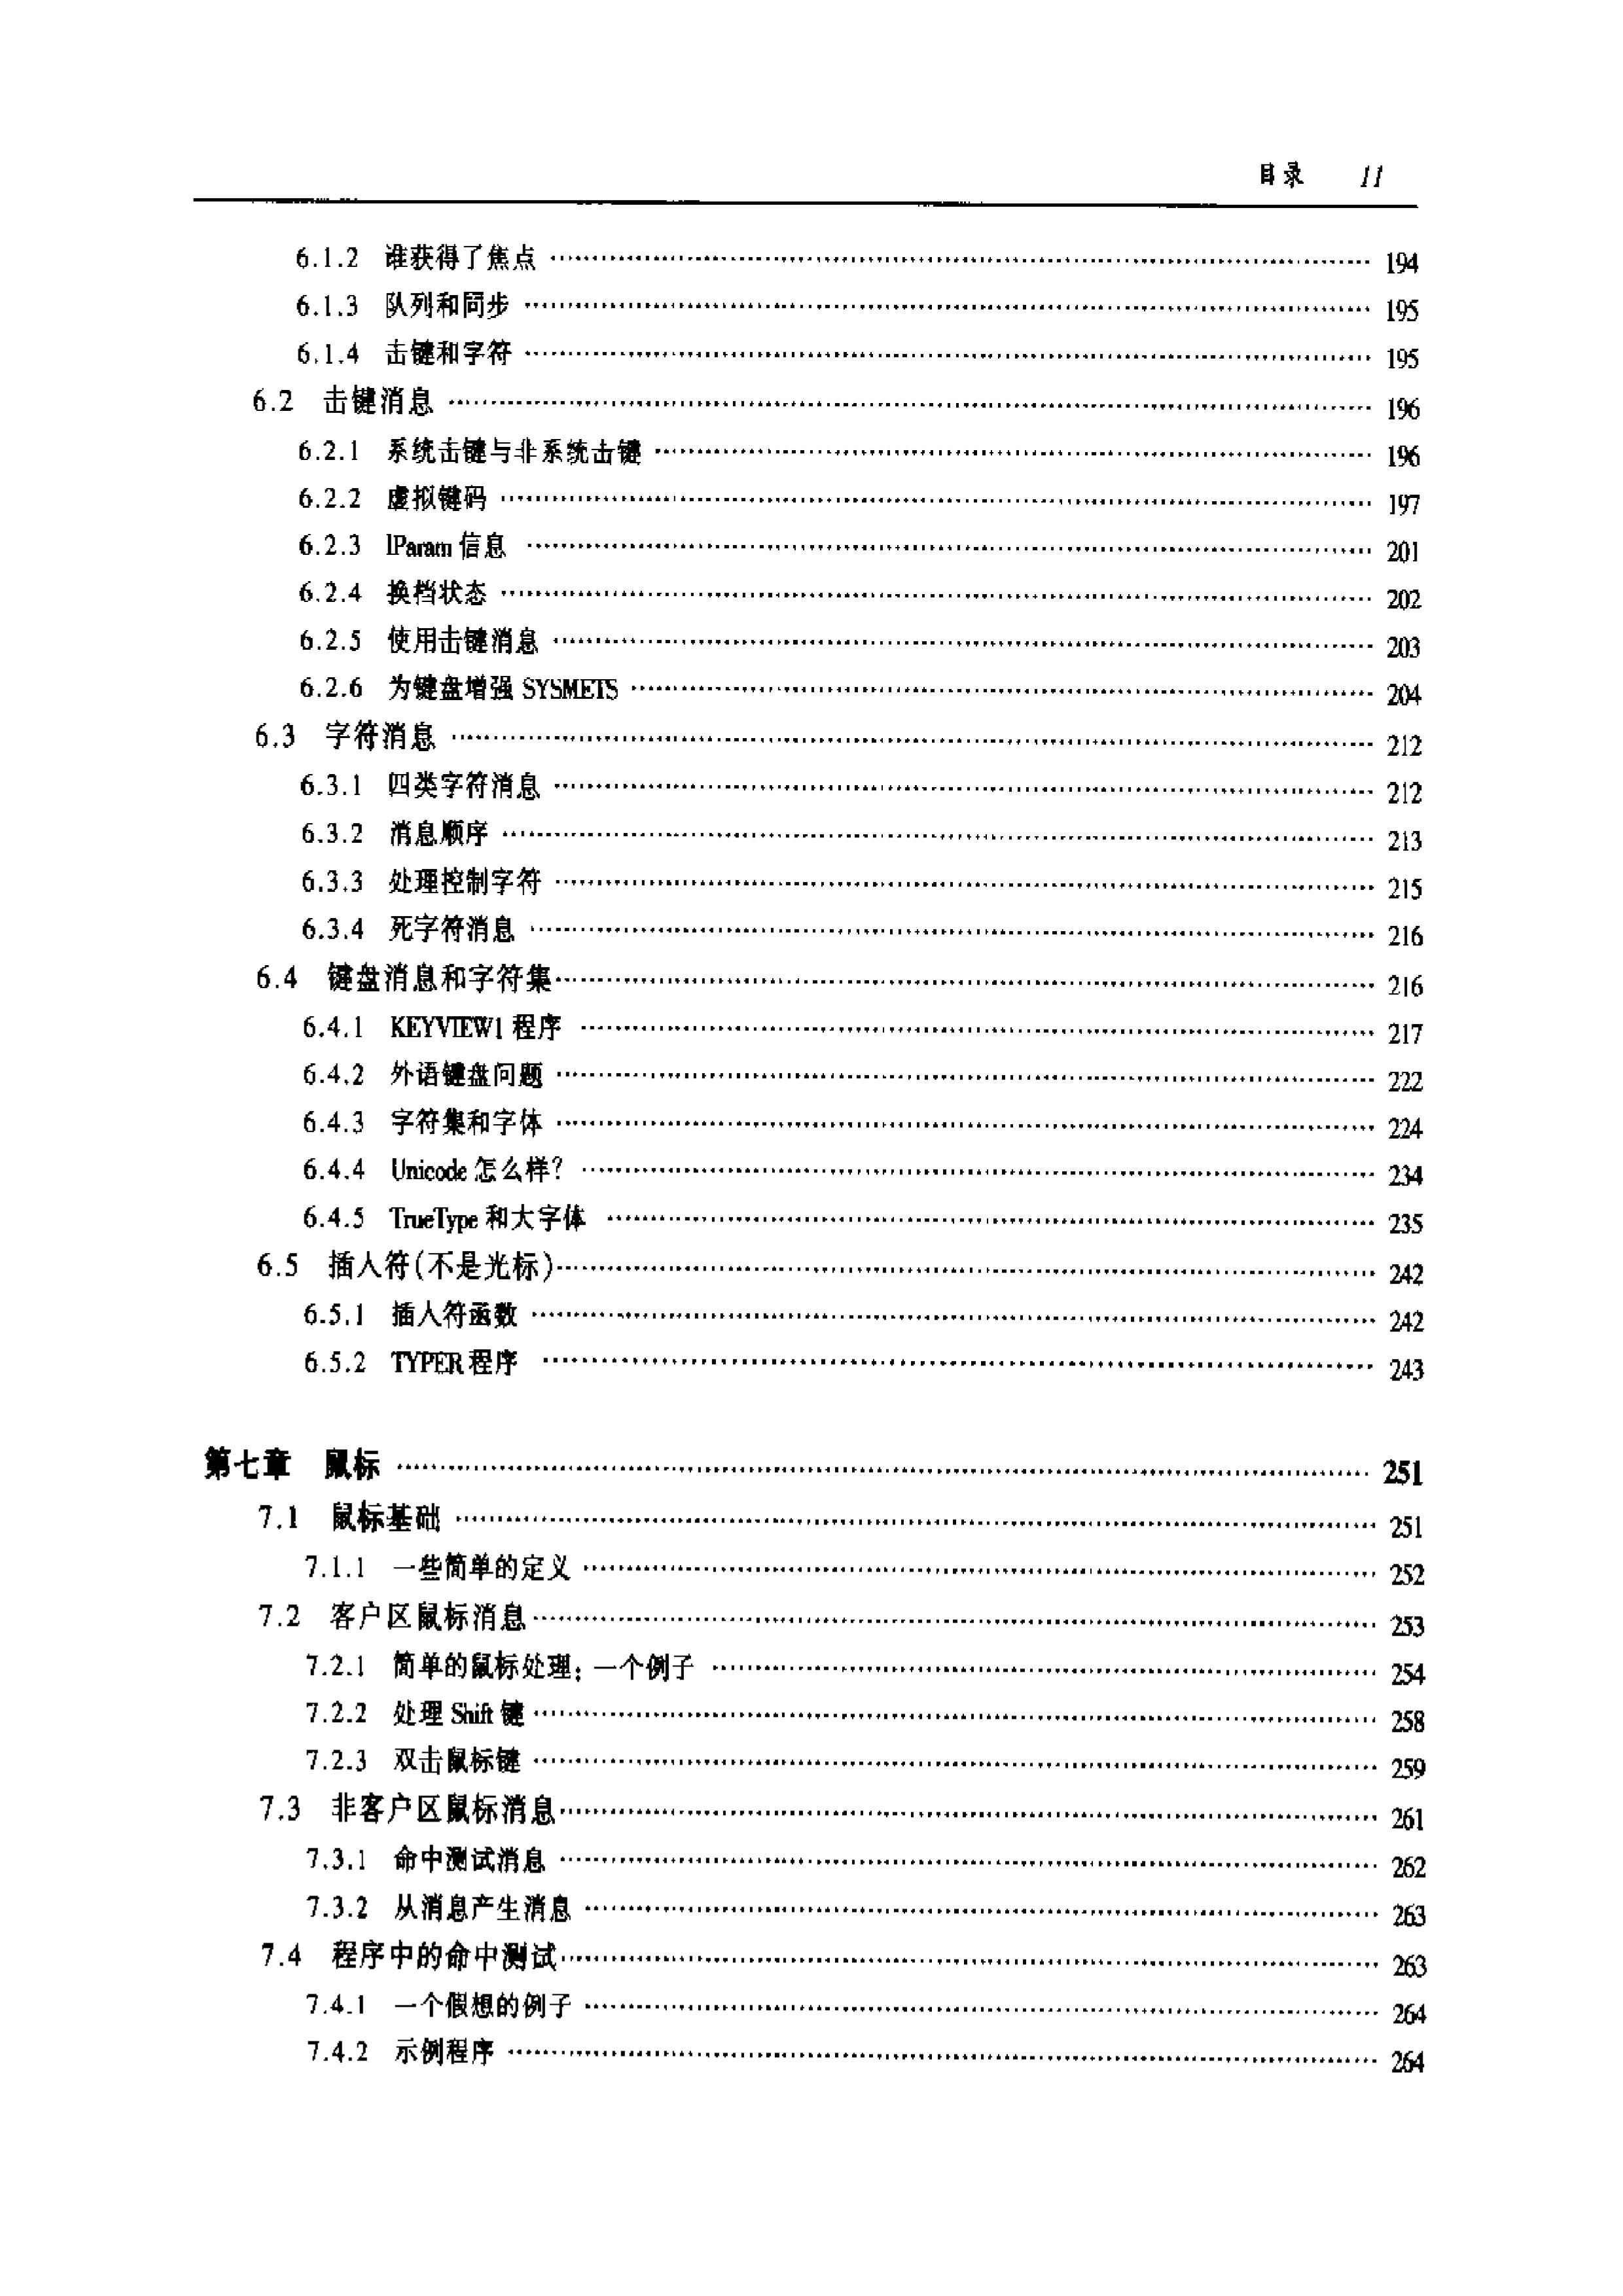 目录 11
6.1.2 谁获得了焦点 194
6.1.3 队列和同步 195
6.1.4 击键和字符 195
6.2 击键消息 196
6.2.1 系统击键与非系统击键 196
6.2.2 虚拟键码 197
6.2.3 lParam 信息 201
6.2.4 换档状态 202
6.2.5 使用击键消息 203
6.2.6 为键盘增强 SYSMETS 204
6.3 字符消息 212
6.3.1 四类字符消息 212
6.3.2 消息顺序 213
6.3.3 处理控制字符 215
6.3.4 死字符消息 216
6.4 键盘消息和字符集 216
6.4.1 KEYVIEW1 程序 217
6.4.2 外语键盘问题 222
6.4.3 字符集和字体 224
6.4.4 Unicode 怎么样? 234
6.4.5 TrueType 和大字体 235
6.5 插入符(不是光标) 242
6.5.1 插入符函数 242
6.5.2 TYPER 程序 243
第七章 鼠标 251
7.1 鼠标基础 251
7.1.1 一些简单的定义 252
7.2 客户区鼠标消息 253
7.2.1 简单的鼠标处理：一个例子 254
7.2.2 处理 Shift 键 258
7.2.3 双击鼠标键 259
7.3 非客户区鼠标消息 261
7.3.1 命中测试消息 262
7.3.2 从消息产生消息 263
7.4 程序中的命中测试 263
7.4.1 一个假想的例子 264
7.4.2 示例程序 264